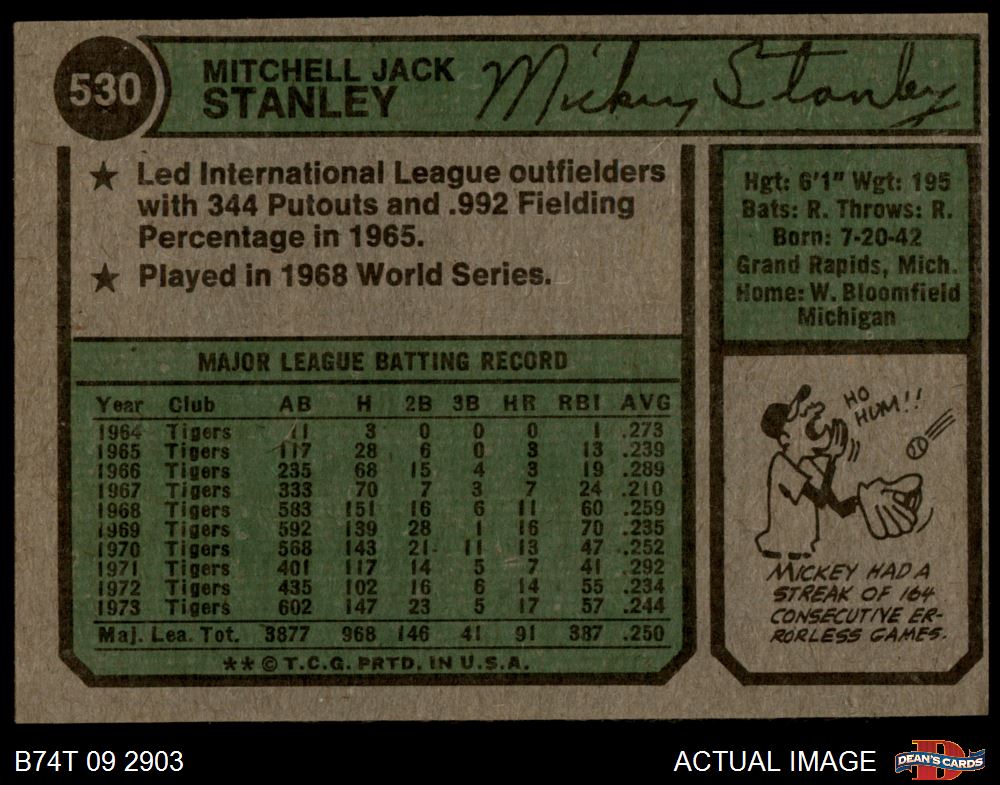 530
MITCHELL JACK
STANLEY
Mickey Stanley
★ Led International League outfielders
with 344 Putouts and .992 Fielding
Percentage in 1965.
★ Played in 1968 World Series.
Hgt: 6'1" Wgt: 195
Bats: R. Throws: R.
Born: 7-20-42
Grand Rapids, Mich.
Home: W. Bloomfield
Michigan
MAJOR LEAGUE BATTING RECORD
Year Club AB H 2B 3B HR RBI AVG
1964 Tigers 11 3 0 0 0 1 .273
1965 Tigers 117 28 6 0 3 13 .239
1966 Tigers 235 68 15 4 3 19 .289
1967 Tigers 333 70 7 3 7 24 .210
1968 Tigers 583 151 16 6 11 60 .259
1969 Tigers 592 139 28 1 16 70 .235
1970 Tigers 568 143 21 11 13 47 .252
1971 Tigers 401 117 14 5 7 41 .292
1972 Tigers 435 102 16 6 14 55 .234
1973 Tigers 602 147 23 5 17 57 .244
Maj. Lea. Tot. 3877 968 146 41 91 387 .250
** © T.C.G. PRTD. IN U.S.A.
HO
HUM!!
MICKEY HAD A
STREAK OF 164
CONSECUTIVE ER-
RORLESS GAMES.
B74T 09 2903
ACTUAL IMAGE
D
DEAN'S CARDS